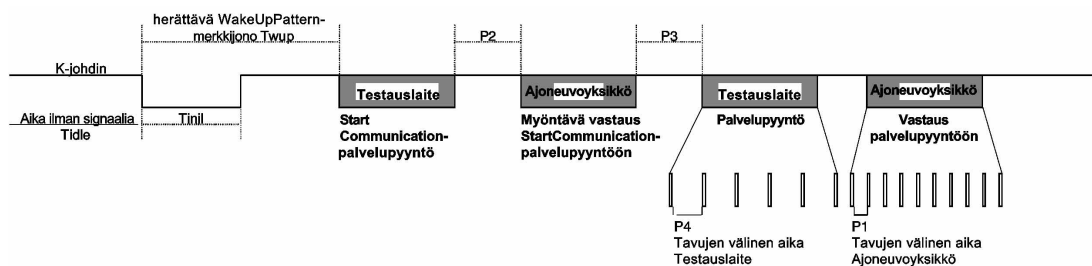 herättävä WakeUpPattern-
merkkijono Twup
P2
P3
K-johdin
Testauslaite
Ajoneuvoyksikkö
Testauslaite
Ajoneuvoyksikkö
Aika ilman signaalia
Tidle
Tinil
Start
Communication-
palvelupyyntö
Myöntävä vastaus
StartCommunication-
palvelupyyntöön
Palvelupyyntö
Vastaus
palvelupyyntöön
P4
Tavujen välinen aika
Testauslaite
P1
Tavujen välinen aika
Ajoneuvoyksikkö